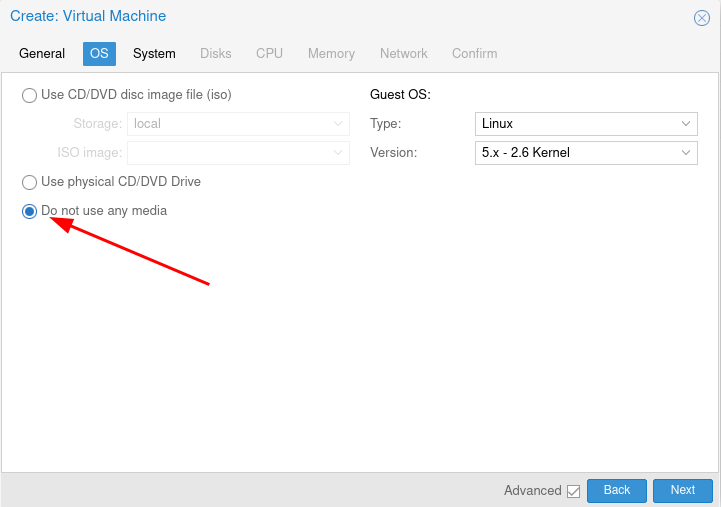 Create: Virtual Machine
General OS System Disks CPU Memory Network Confirm
Use CD/DVD disc image file (iso) Guest OS:
Storage: local Type: Linux
ISO image: Version: 5.x - 2.6 Kernel
Use physical CD/DVD Drive
Do not use any media
Advanced Back Next